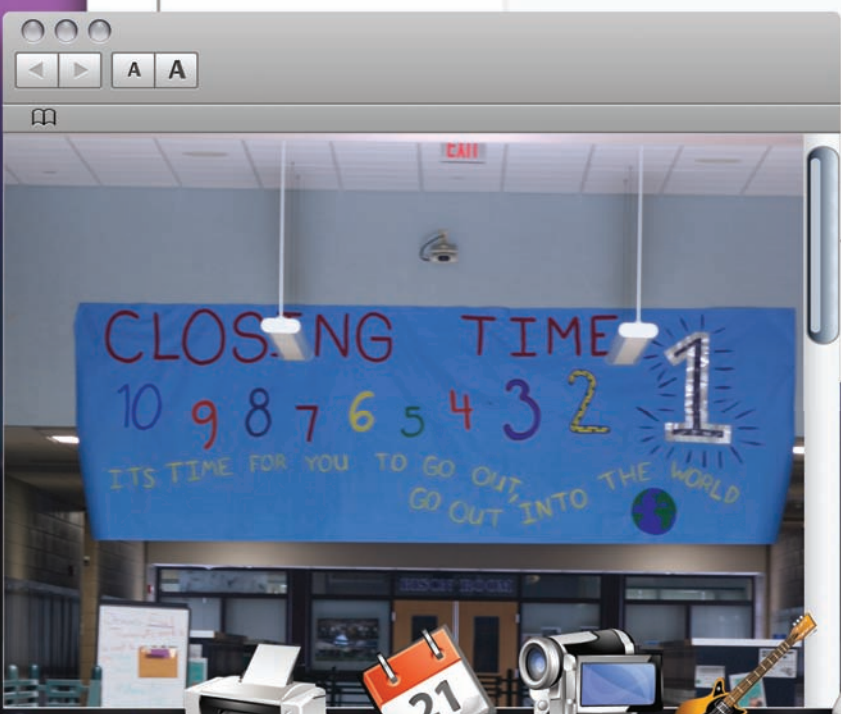 A A
EXIT
CLOSING TIME
10 9 8 7 6 5 4 3 2 1
ITS TIME FOR YOU TO GO OUT,
GO OUT INTO THE WORLD
21